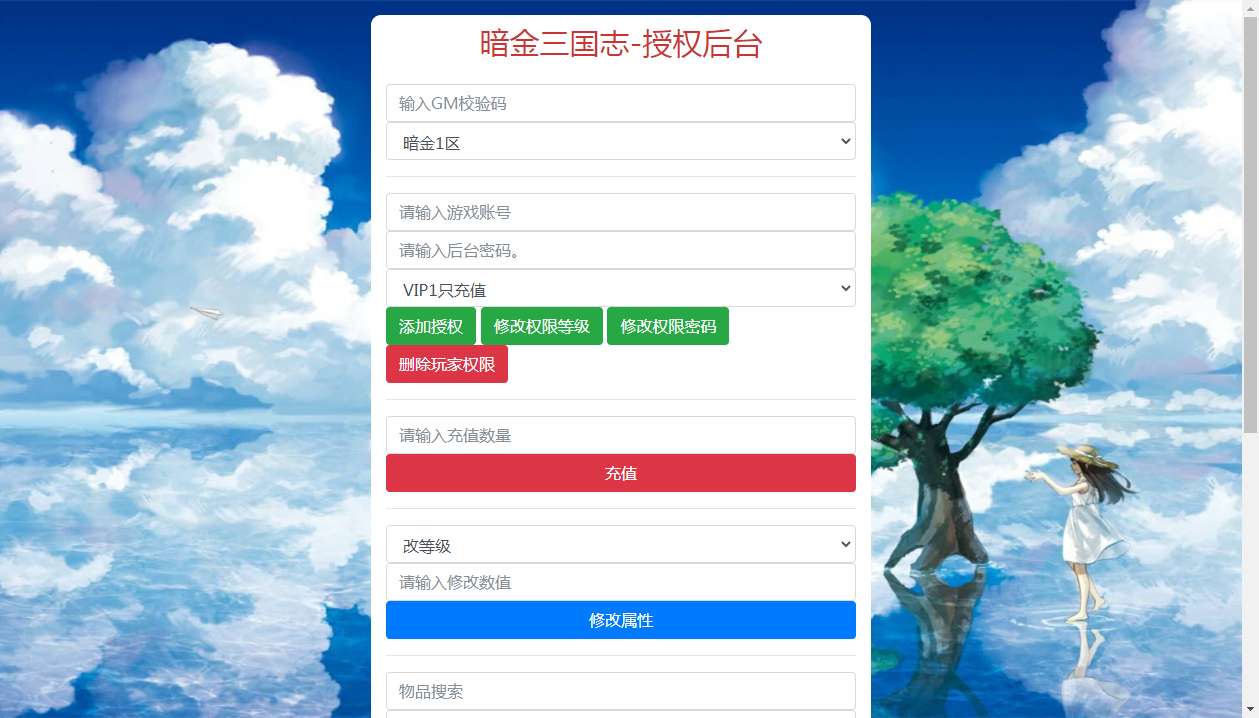 暗金三国志-授权后台
输入GM校验码
暗金1区
请输入游戏账号
请输入后台密码。
VIP1只充值
添加授权 修改权限等级 修改权限密码
删除玩家权限
请输入充值数量
充值
改等级
请输入修改数值
修改属性
物品搜索